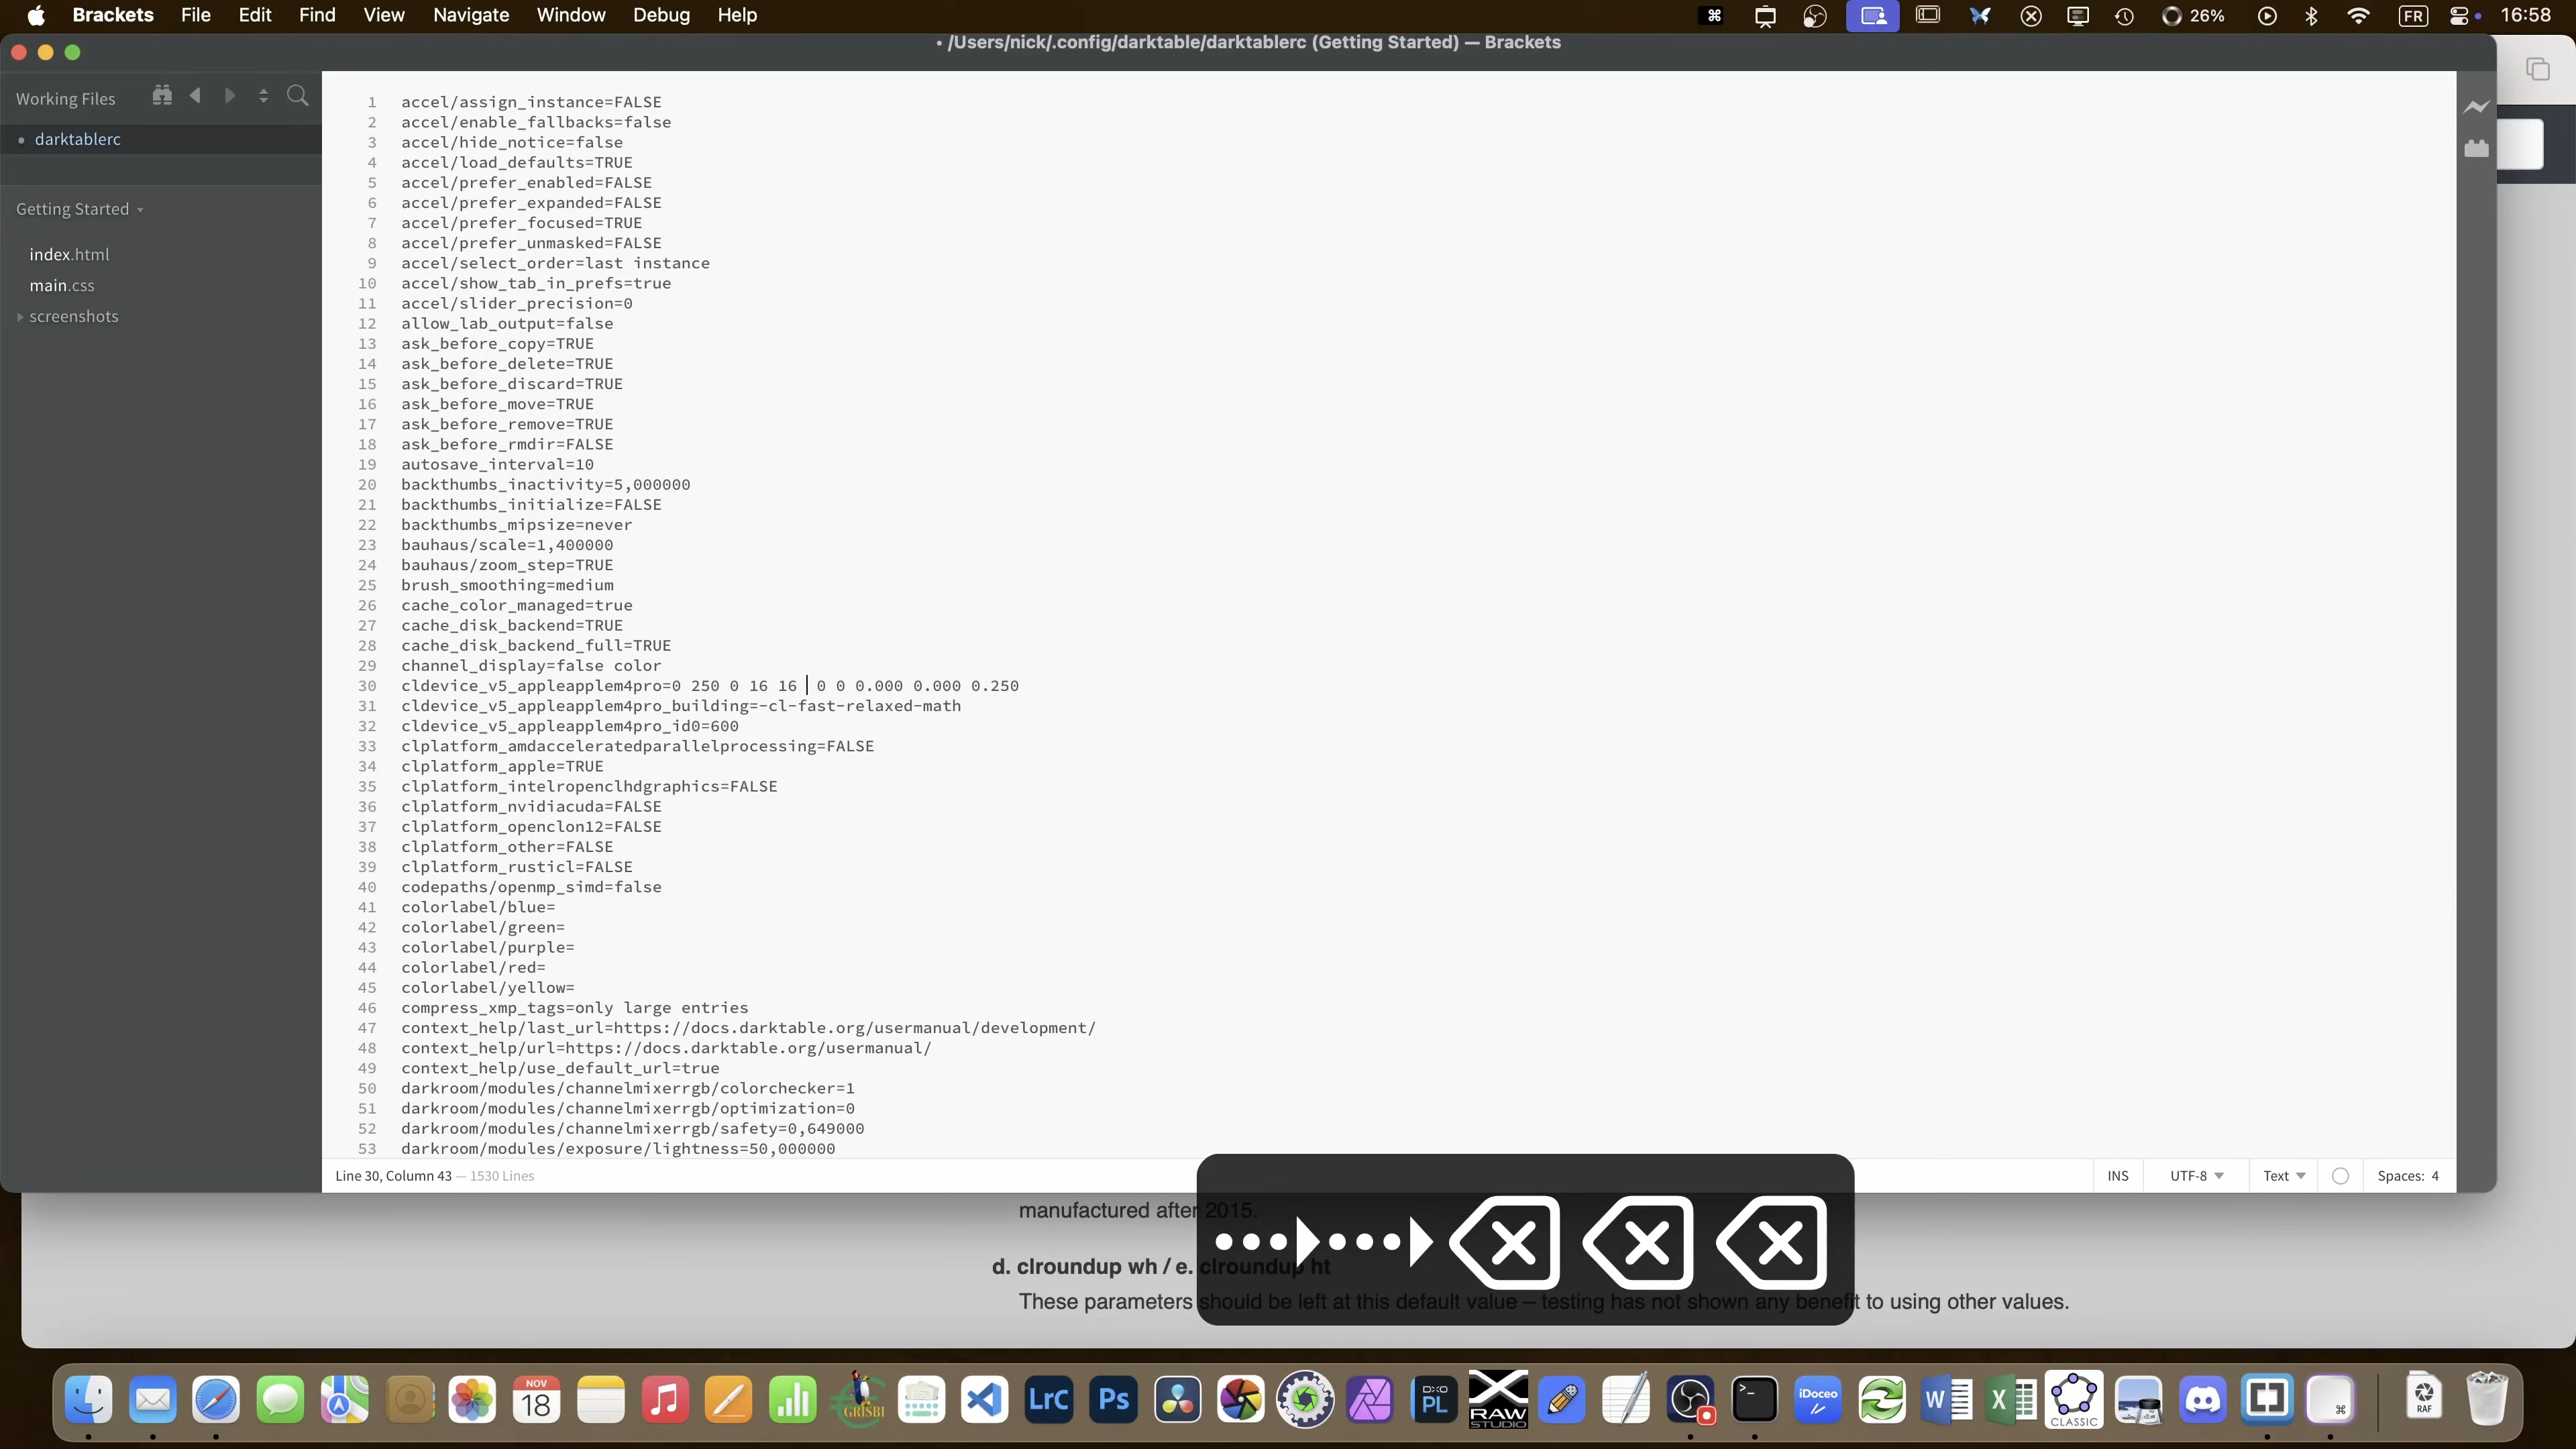 Brackets File Edit Find View Navigate Window Debug Help
26% FR 16:58
• /Users/nick/.config/darktable/darktablerc (Getting Started) — Brackets
Working Files
darktablerc
Getting Started
index.html
main.css
screenshots
1 accel/assign_instance=FALSE
2 accel/enable_fallbacks=false
3 accel/hide_notice=false
4 accel/load_defaults=TRUE
5 accel/prefer_enabled=FALSE
6 accel/prefer_expanded=FALSE
7 accel/prefer_focused=TRUE
8 accel/prefer_unmasked=FALSE
9 accel/select_order=last instance
10 accel/show_tab_in_prefs=true
11 accel/slider_precision=0
12 allow_lab_output=false
13 ask_before_copy=TRUE
14 ask_before_delete=TRUE
15 ask_before_discard=TRUE
16 ask_before_move=TRUE
17 ask_before_remove=TRUE
18 ask_before_rmdir=FALSE
19 autosave_interval=10
20 backthumbs_inactivity=5,000000
21 backthumbs_initialize=FALSE
22 backthumbs_mipsize=never
23 bauhaus/scale=1,400000
24 bauhaus/zoom_step=TRUE
25 brush_smoothing=medium
26 cache_color_managed=true
27 cache_disk_backend=TRUE
28 cache_disk_backend_full=TRUE
29 channel_display=false color
30 cldevice_v5_appleapplem4pro=0 250 0 16 16  0 0 0.000 0.000 0.250
31 cldevice_v5_appleapplem4pro_building=-cl-fast-relaxed-math
32 cldevice_v5_appleapplem4pro_id0=600
33 clplatform_amdacceleratedparallelprocessing=FALSE
34 clplatform_apple=TRUE
35 clplatform_intelropenclhdgraphics=FALSE
36 clplatform_nvidiacuda=FALSE
37 clplatform_openclon12=FALSE
38 clplatform_other=FALSE
39 clplatform_rusticl=FALSE
40 codepaths/openmp_simd=false
41 colorlabel/blue=
42 colorlabel/green=
43 colorlabel/purple=
44 colorlabel/red=
45 colorlabel/yellow=
46 compress_xmp_tags=only large entries
47 context_help/last_url=https://docs.darktable.org/usermanual/development/
48 context_help/url=https://docs.darktable.org/usermanual/
49 context_help/use_default_url=true
50 darkroom/modules/channelmixerrgb/colorchecker=1
51 darkroom/modules/channelmixerrgb/optimization=0
52 darkroom/modules/channelmixerrgb/safety=0,649000
53 darkroom/modules/exposure/lightness=50,000000
Line 30, Column 43 — 1530 Lines
INS UTF-8 Text Spaces: 4
manufactured after 2015.
d. clroundup wh / e. clroundup ht
These parameters should be left at this default value – testing has not shown any benefit to using other values.
NOV 18
GRISBI
LrC
Ps
DXO PL
RAW STUDIO
iDoceo
W
X
CLASSIC
RAF